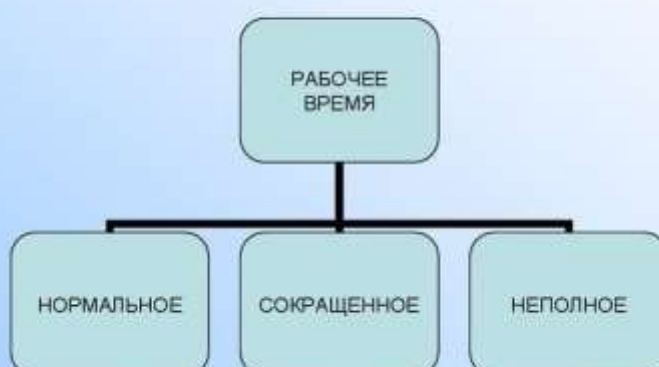 РАБОЧЕЕ
ВРЕМЯ
НОРМАЛЬНОЕ
СОКРАЩЕННОЕ
НЕПОЛНОЕ